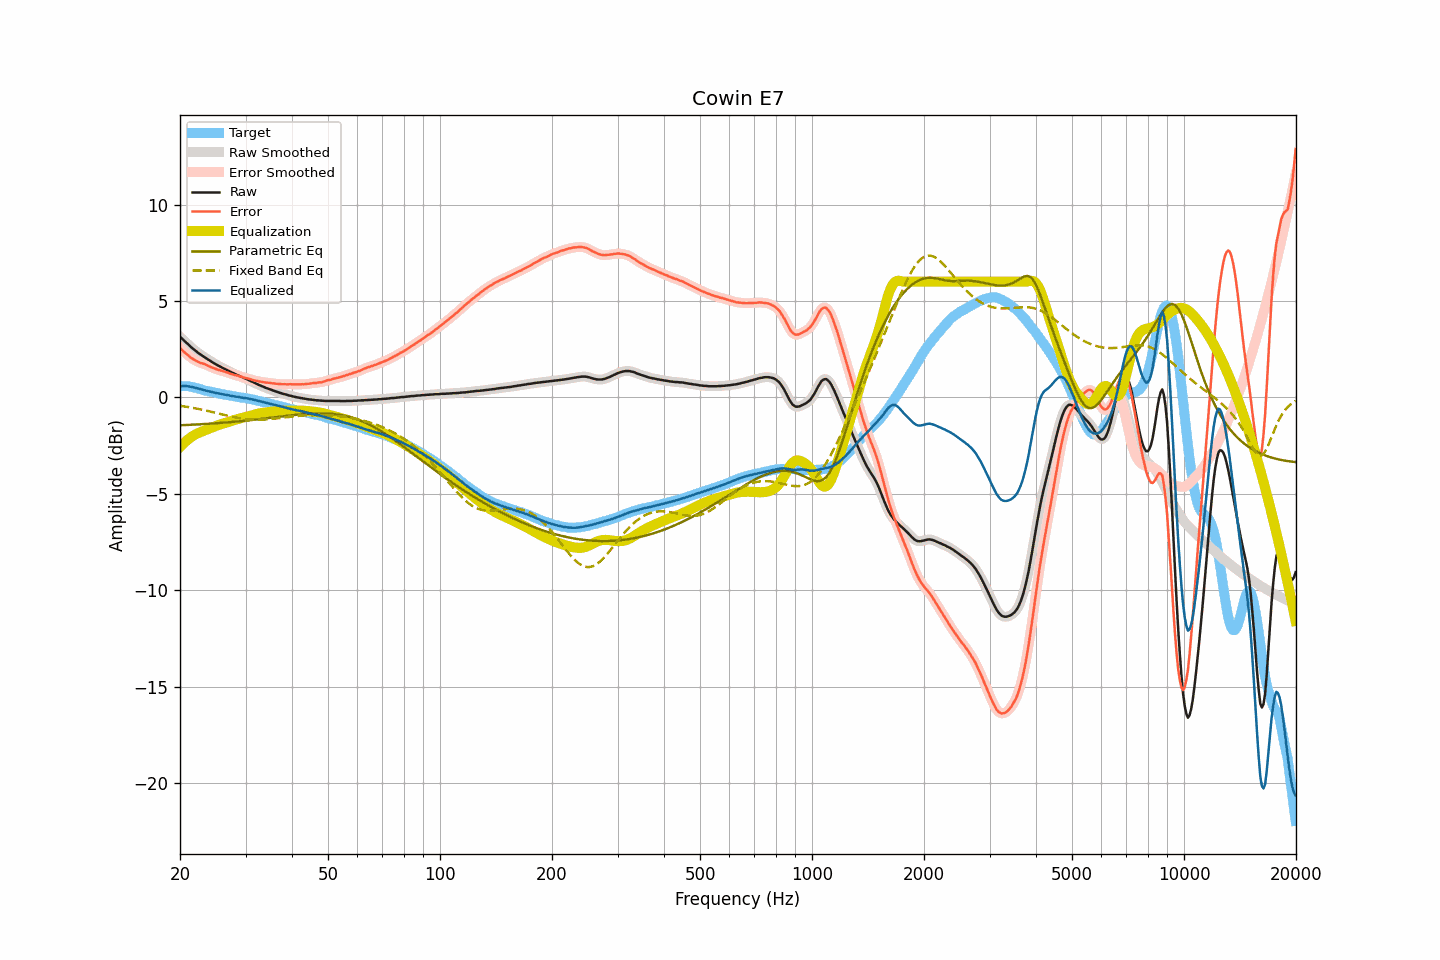 Cowin E7
Target
Raw Smoothed
Error Smoothed
Raw
Error
Equalization
Parametric Eq
Fixed Band Eq
Equalized
10
5
0
−5
−10
−15
−20
Amplitude (dBr)
20 50 100 200 500 1000 2000 5000 10000 20000
Frequency (Hz)